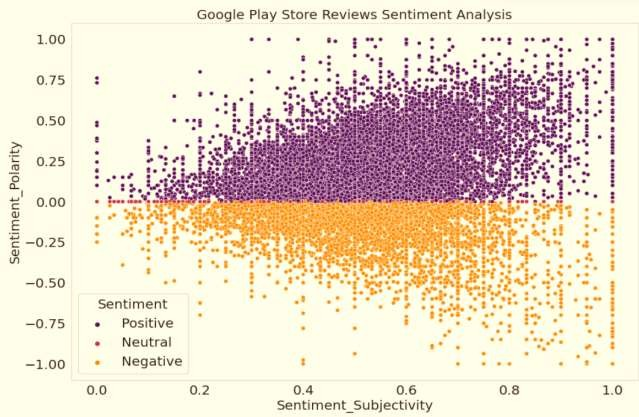 Google Play Store Reviews Sentiment Analysis
Sentiment_Polarity
1.00
0.75
0.50
0.25
0.00
−0.25
−0.50
−0.75
−1.00
Sentiment
Positive
Neutral
Negative
0.0 0.2 0.4 0.6 0.8 1.0
Sentiment_Subjectivity